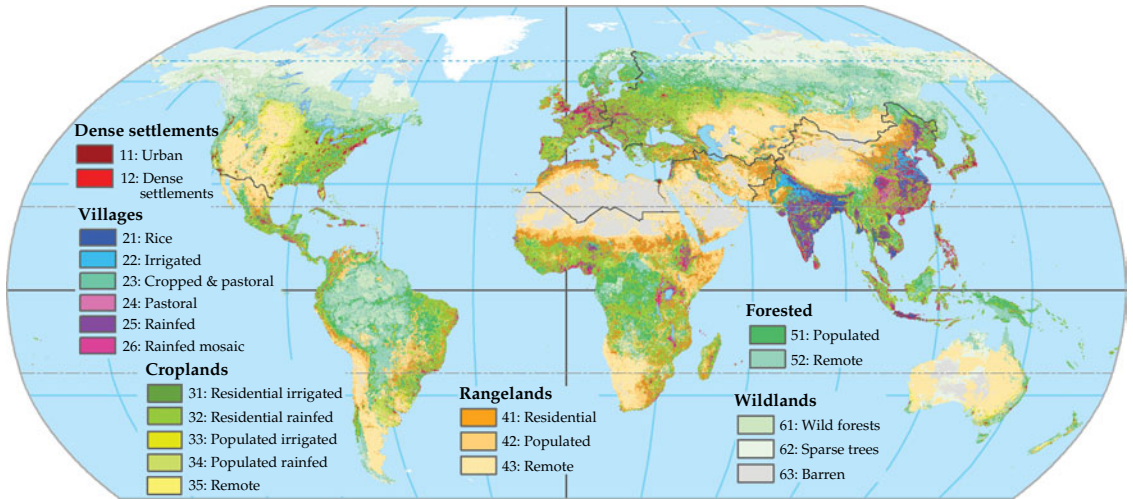 Dense settlements
11: Urban
12: Dense
settlements
Villages
21: Rice
22: Irrigated
23: Cropped & pastoral
24: Pastoral
25: Rainfed
26: Rainfed mosaic
Croplands
31: Residential irrigated
32: Residential rainfed
33: Populated irrigated
34: Populated rainfed
35: Remote
Rangelands
41: Residential
42: Populated
43: Remote
Forested
51: Populated
52: Remote
Wildlands
61: Wild forests
62: Sparse trees
63: Barren